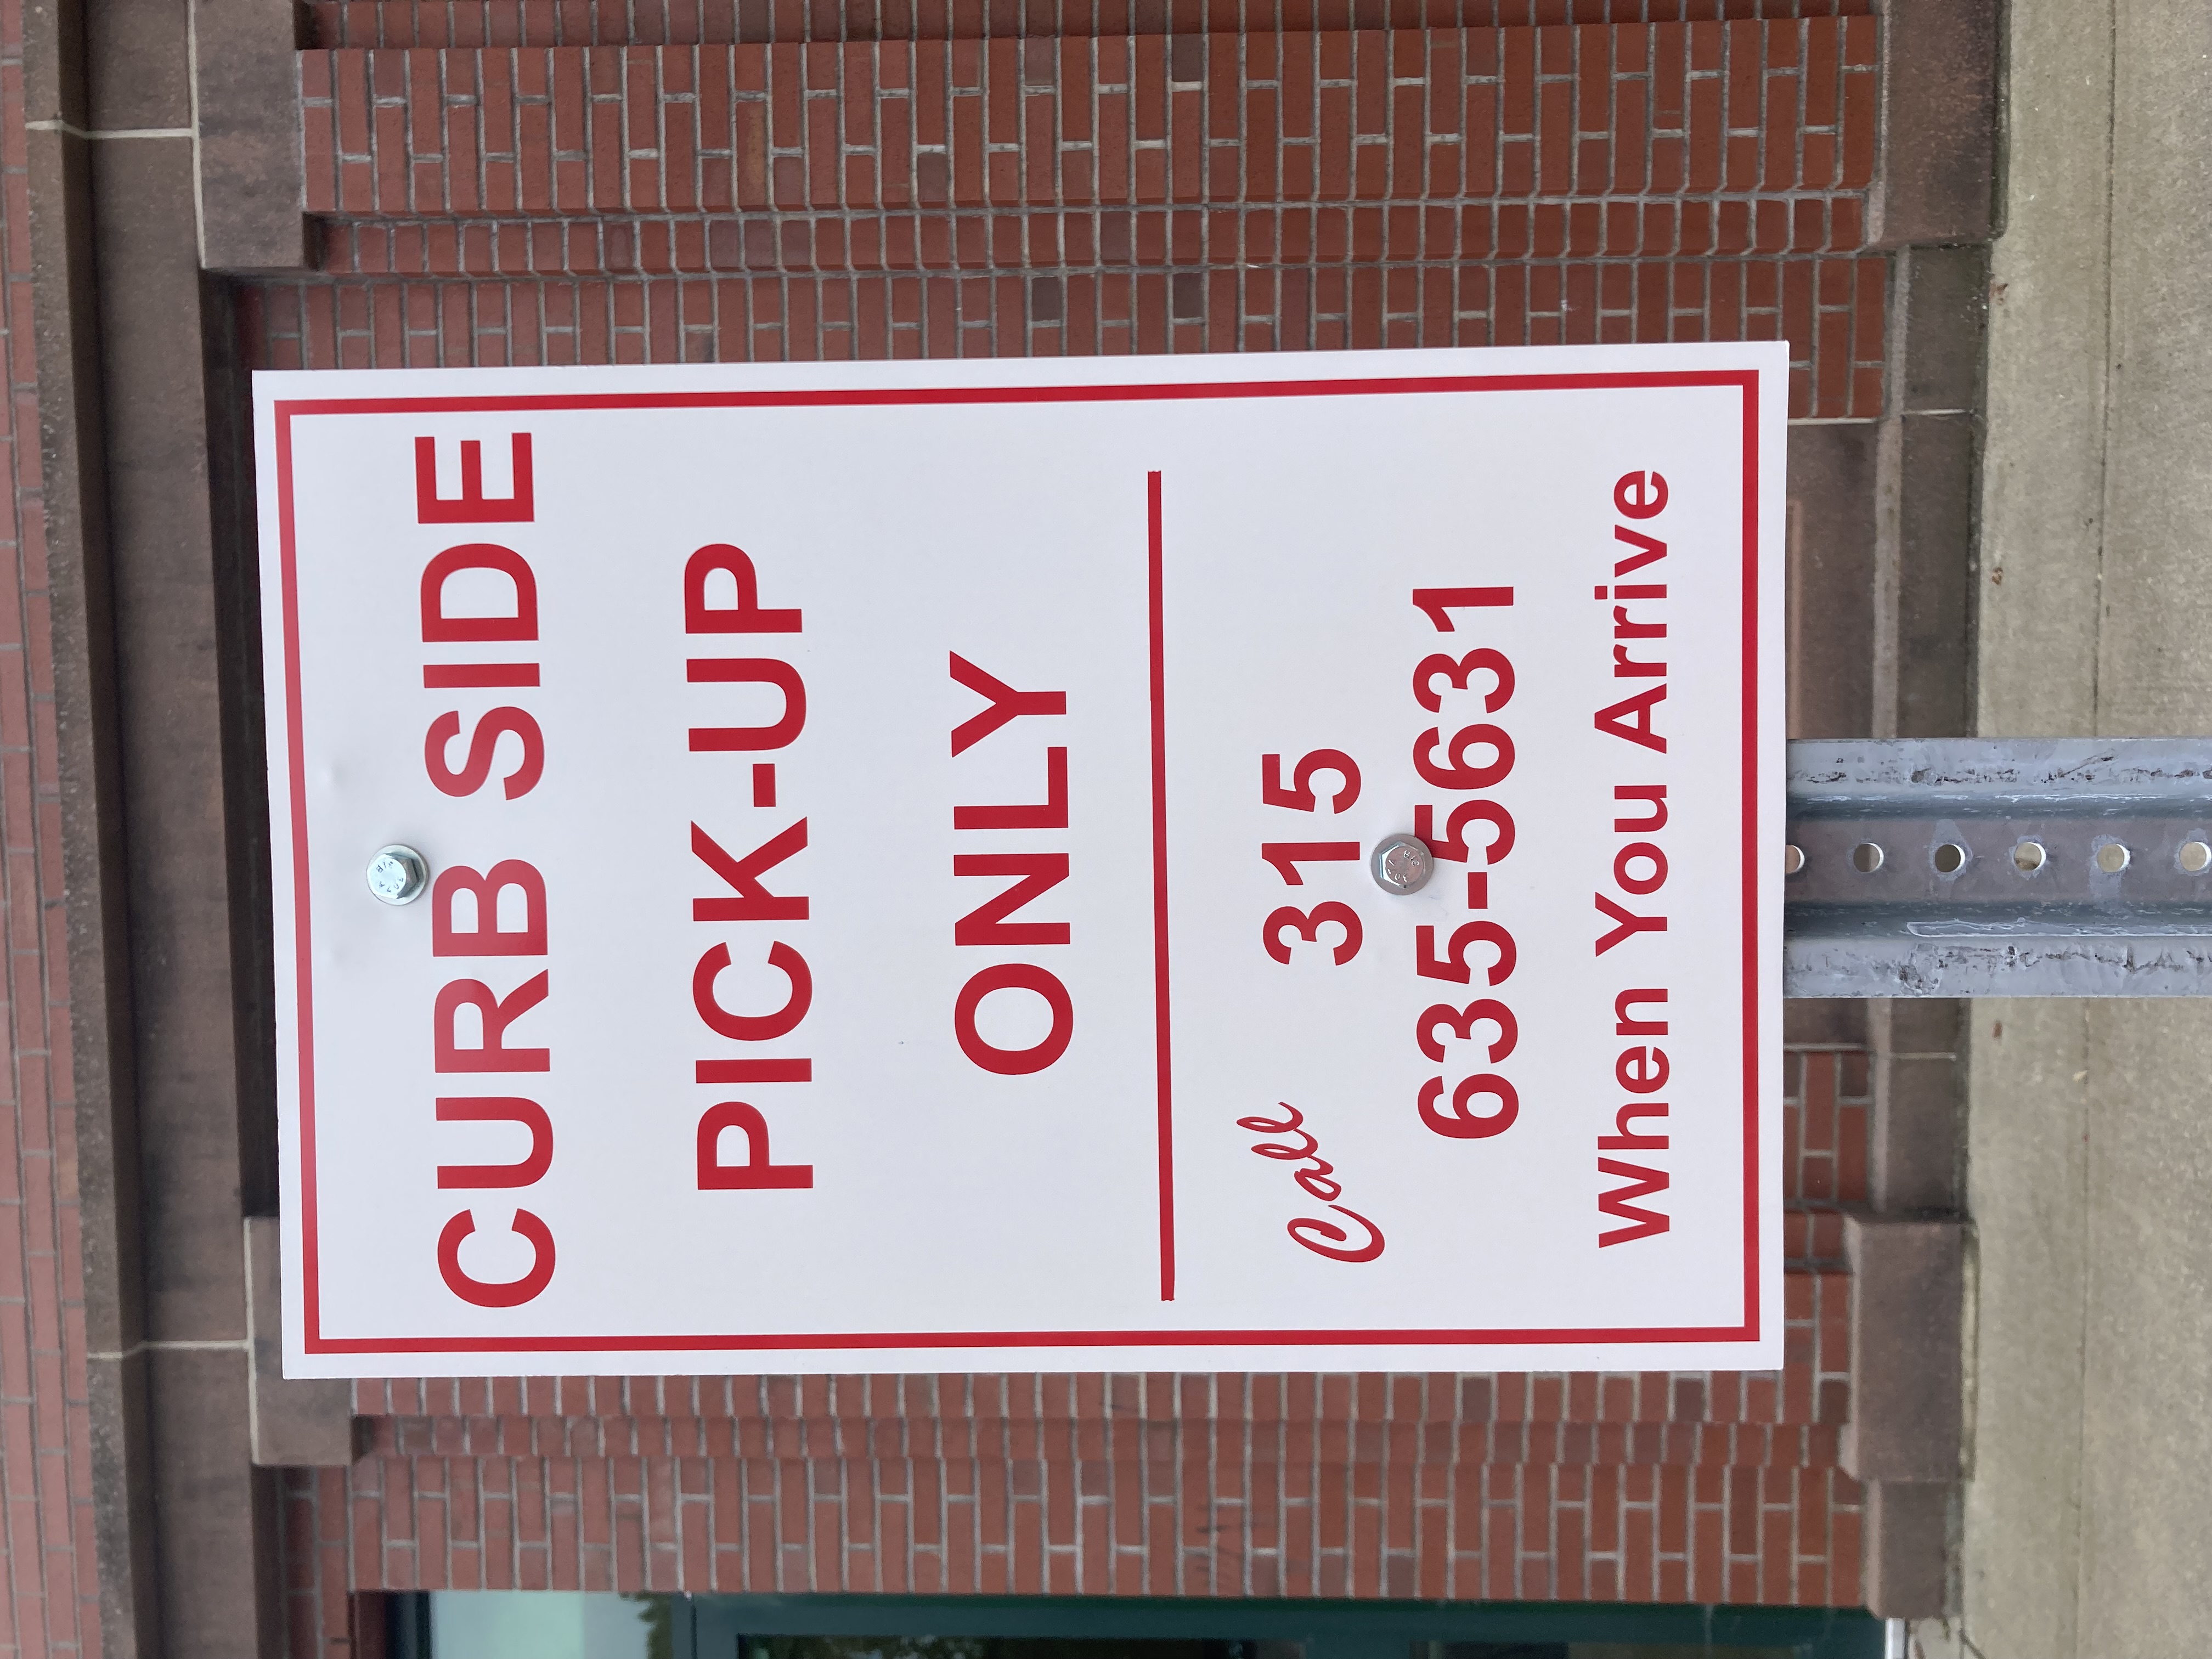 CURB SIDE
PICK-UP
ONLY
Call 315
635-5631
When You Arrive